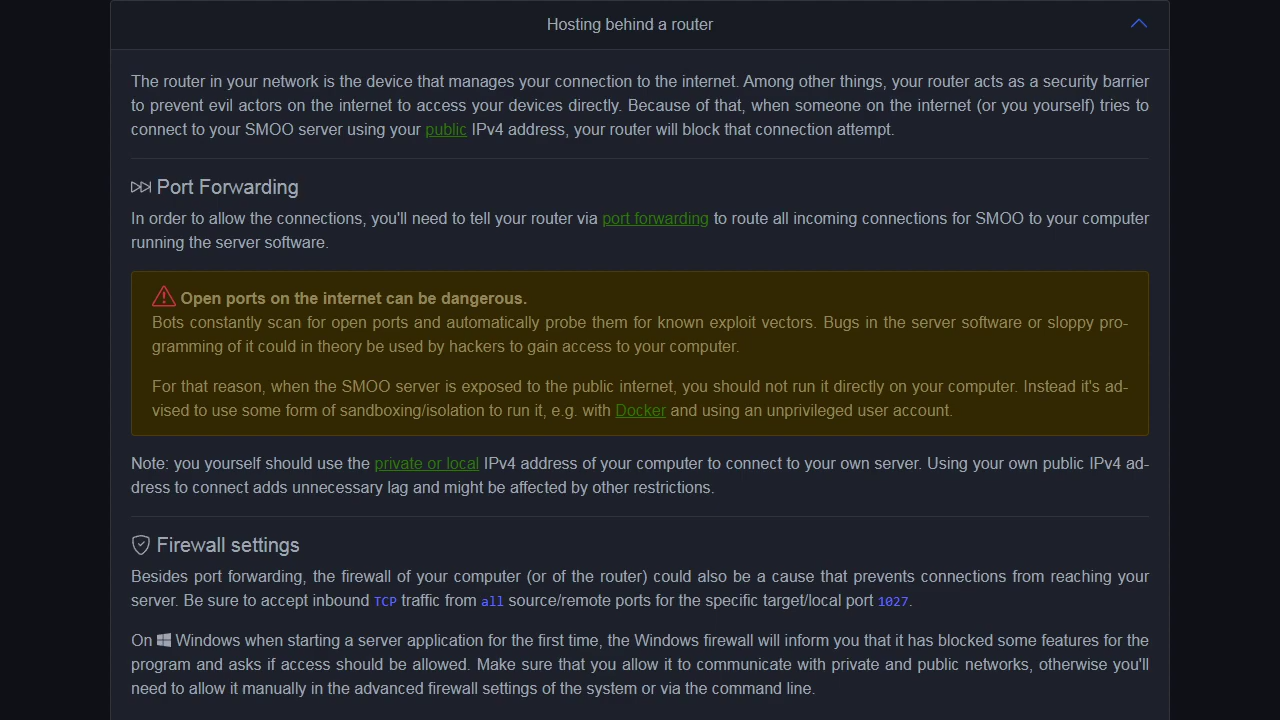 Hosting behind a router
The router in your network is the device that manages your connection to the internet. Among other things, your router acts as a security barrier
to prevent evil actors on the internet to access your devices directly. Because of that, when someone on the internet (or you yourself) tries to
connect to your SMOO server using your public IPv4 address, your router will block that connection attempt.
Port Forwarding
In order to allow the connections, you'll need to tell your router via port forwarding to route all incoming connections for SMOO to your computer
running the server software.
Open ports on the internet can be dangerous.
Bots constantly scan for open ports and automatically probe them for known exploit vectors. Bugs in the server software or sloppy pro-
gramming of it could in theory be used by hackers to gain access to your computer.
For that reason, when the SMOO server is exposed to the public internet, you should not run it directly on your computer. Instead it's ad-
vised to use some form of sandboxing/isolation to run it, e.g. with Docker and using an unprivileged user account.
Note: you yourself should use the private or local IPv4 address of your computer to connect to your own server. Using your own public IPv4 ad-
dress to connect adds unnecessary lag and might be affected by other restrictions.
Firewall settings
Besides port forwarding, the firewall of your computer (or of the router) could also be a cause that prevents connections from reaching your
server. Be sure to accept inbound TCP traffic from all source/remote ports for the specific target/local port 1027.
On Windows when starting a server application for the first time, the Windows firewall will inform you that it has blocked some features for the
program and asks if access should be allowed. Make sure that you allow it to communicate with private and public networks, otherwise you'll
need to allow it manually in the advanced firewall settings of the system or via the command line.